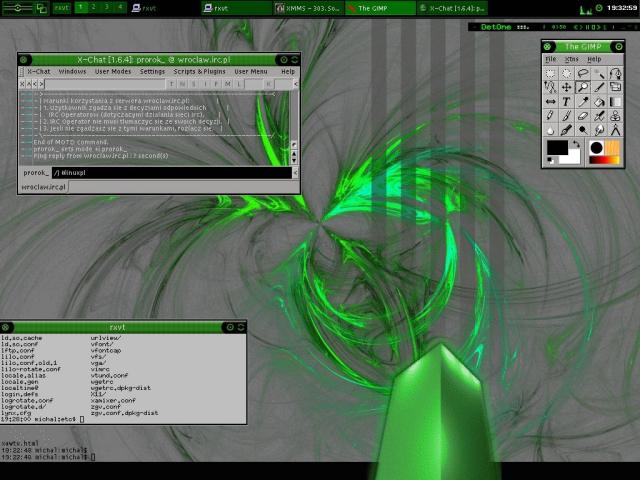 rxvt 1 2 3 4 rxvt rxvt XMMS - 303.So... The GIMP X-Chat [1.6.4]: p... 19:32:59
DetOne
X-Chat [1.6.4]: prorok_ @ wroclaw.irc.pl
X-Chat Windows User Modes Settings Scripts & Plugins User Menu Help
X ^ < > T N S I P M L K <
| Warunki korzystania z serwera wroclaw.irc.pl: |
| 1. Uzytkownik zgadza sie z decyzjami odpowiednich |
| IRC Operatorow (dotyczacymi dzialania sieci Irc). |
| 2. IRC Operator nie musi tlumaczyc sie ze swoich decyzji. |
| 3. Jesli nie zgadzasz sie z tymi warunkami, rozlacz sie. |
End of MOTD command.
prorok_ sets mode +i prorok_
Ping reply from wroclaw.irc.pl : ? second(s)
prorok_ /j #linuxpl
wroclaw.irc.pl
The GIMP
File Xtns Help
rxvt
ld.so.cache urlview/
ld.so.conf vfont/
lftp.conf vfontcap
lilo.conf vfs/
lilo.conf.old.1 vga/
lilo-rotate.conf vimrc
locale.alias vtund.conf
locale.gen wgetrc
localtime@ wgetrc.dpkg-dist
login.defs X11/
logrotate.conf xamixer.conf
logrotate.d/ zgv.conf
lynx.cfg zgv.conf.dpkg-dist
19:28:00 michal:etc$
xawtv.html
19:22:48 michal:michal$
19:22:48 michal:michal$